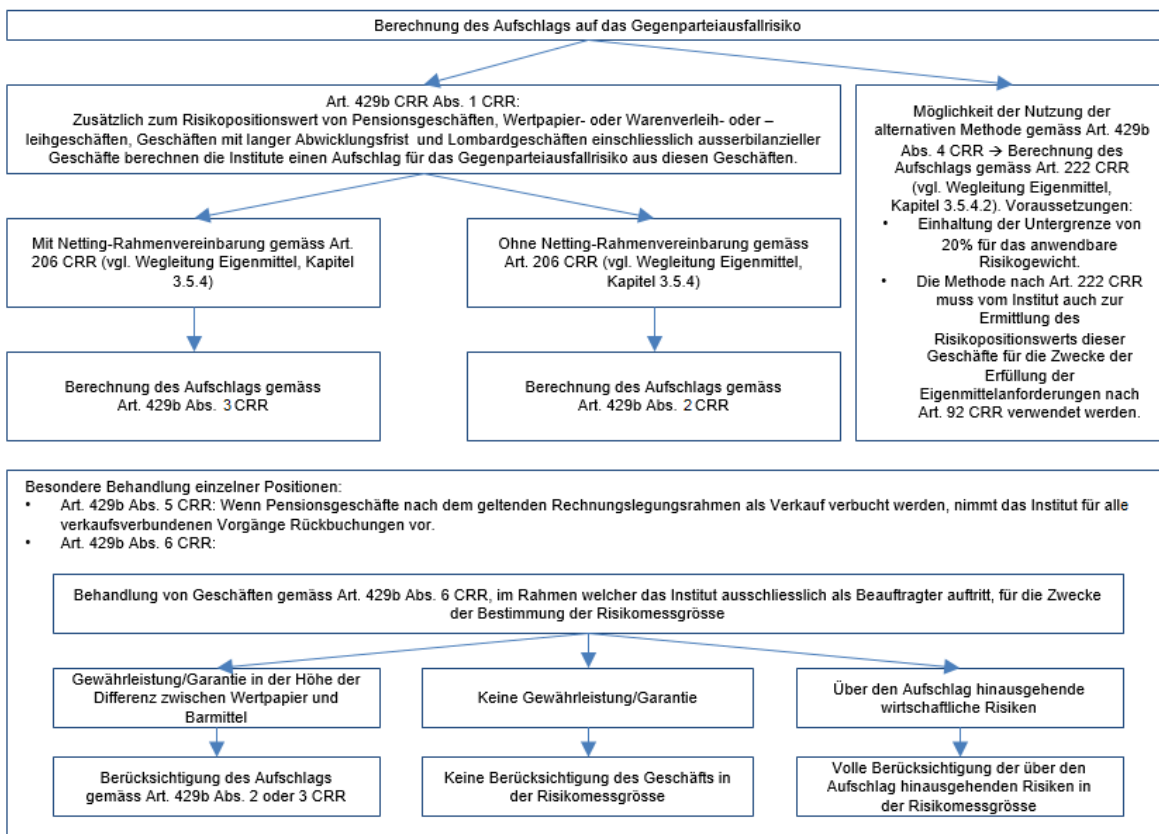 Berechnung des Aufschlags auf das Gegenparteiausfallrisiko
Art. 429b CRR Abs. 1 CRR:
Zusätzlich zum Risikopositionswert von Pensionsgeschäften, Wertpapier- oder Warenverleih- oder –
leihgeschäften, Geschäften mit langer Abwicklungsfrist und Lombardgeschäften einschliesslich ausserbilanzieller
Geschäfte berechnen die Institute einen Aufschlag für das Gegenparteiausfallrisiko aus diesen Geschäften.
Möglichkeit der Nutzung der
alternativen Methode gemäss Art. 429b
Abs. 4 CRR → Berechnung des
Aufschlags gemäss Art. 222 CRR
(vgl. Wegleitung Eigenmittel,
Kapitel 3.5.4.2). Voraussetzungen:
• Einhaltung der Untergrenze von
20% für das anwendbare
Risikogewicht.
• Die Methode nach Art. 222 CRR
muss vom Institut auch zur
Ermittlung des
Risikopositionswerts dieser
Geschäfte für die Zwecke der
Erfüllung der
Eigenmittelanforderungen nach
Art. 92 CRR verwendet werden.
Mit Netting-Rahmenvereinbarung gemäss Art.
206 CRR (vgl. Wegleitung Eigenmittel, Kapitel
3.5.4)
Ohne Netting-Rahmenvereinbarung gemäss
Art. 206 CRR (vgl. Wegleitung Eigenmittel,
Kapitel 3.5.4)
Berechnung des Aufschlags gemäss
Art. 429b Abs. 3 CRR
Berechnung des Aufschlags gemäss
Art. 429b Abs. 2 CRR
Besondere Behandlung einzelner Positionen:
• Art. 429b Abs. 5 CRR: Wenn Pensionsgeschäfte nach dem geltenden Rechnungslegungsrahmen als Verkauf verbucht werden, nimmt das Institut für alle
verkaufsverbundenen Vorgänge Rückbuchungen vor.
• Art. 429b Abs. 6 CRR:
Behandlung von Geschäften gemäss Art. 429b Abs. 6 CRR, im Rahmen welcher das Institut ausschliesslich als Beauftragter auftritt, für die Zwecke
der Bestimmung der Risikomessgrösse
Gewährleistung/Garantie in der Höhe der
Differenz zwischen Wertpapier und
Barmittel
Keine Gewährleistung/Garantie
Über den Aufschlag hinausgehende
wirtschaftliche Risiken
Berücksichtigung des Aufschlags
gemäss Art. 429b Abs. 2 oder 3 CRR
Keine Berücksichtigung des Geschäfts in
der Risikomessgrösse
Volle Berücksichtigung der über den
Aufschlag hinausgehenden Risiken in
der Risikomessgrösse